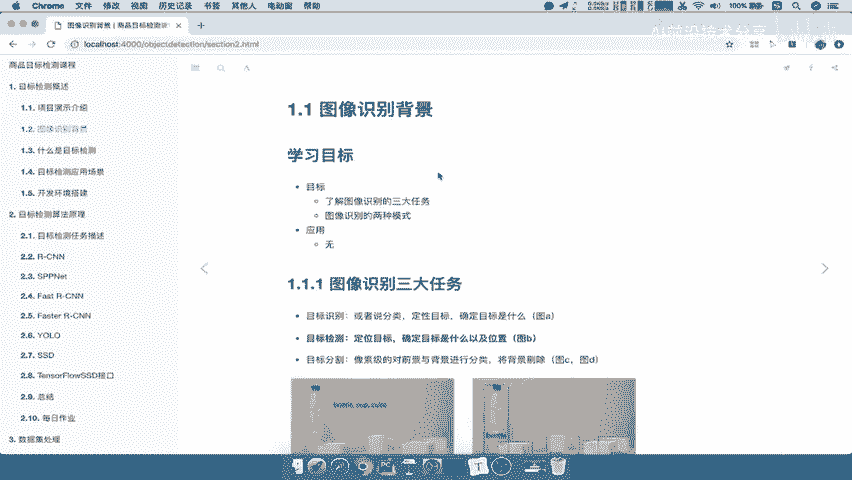 Chrome 文件 修改 视图 历史记录 书签 其他人 电动窗 帮助
100%
图像识别背景 | 商品目标检测
AI前沿技术分享
localhost:4000/objectdetection/section2.html
商品目标检测课程
1. 目标检测概述
1.1. 项目演示介绍
1.2. 图像识别背景
1.3. 什么是目标检测
1.4. 目标检测应用场景
1.5. 开发环境搭建
2. 目标检测算法原理
2.1. 目标检测任务描述
2.2. R-CNN
2.3. SPPNet
2.4. Fast R-CNN
2.5. Faster R-CNN
2.6. YOLO
2.7. SSD
2.8. TensorFlowSSD接口
2.9. 总结
2.10. 每日作业
3. 数据集处理
1.1 图像识别背景
学习目标
目标
了解图像识别的三大任务
图像识别的两种模式
应用
无
1.1.1 图像识别三大任务
目标识别：或者说分类，定性目标，确定目标是什么（图a）
目标检测：定位目标，确定目标是什么以及位置（图b）
目标分割：像素级的对前景与背景进行分类，将背景剔除（图c，图d）
bottle, cup, cube